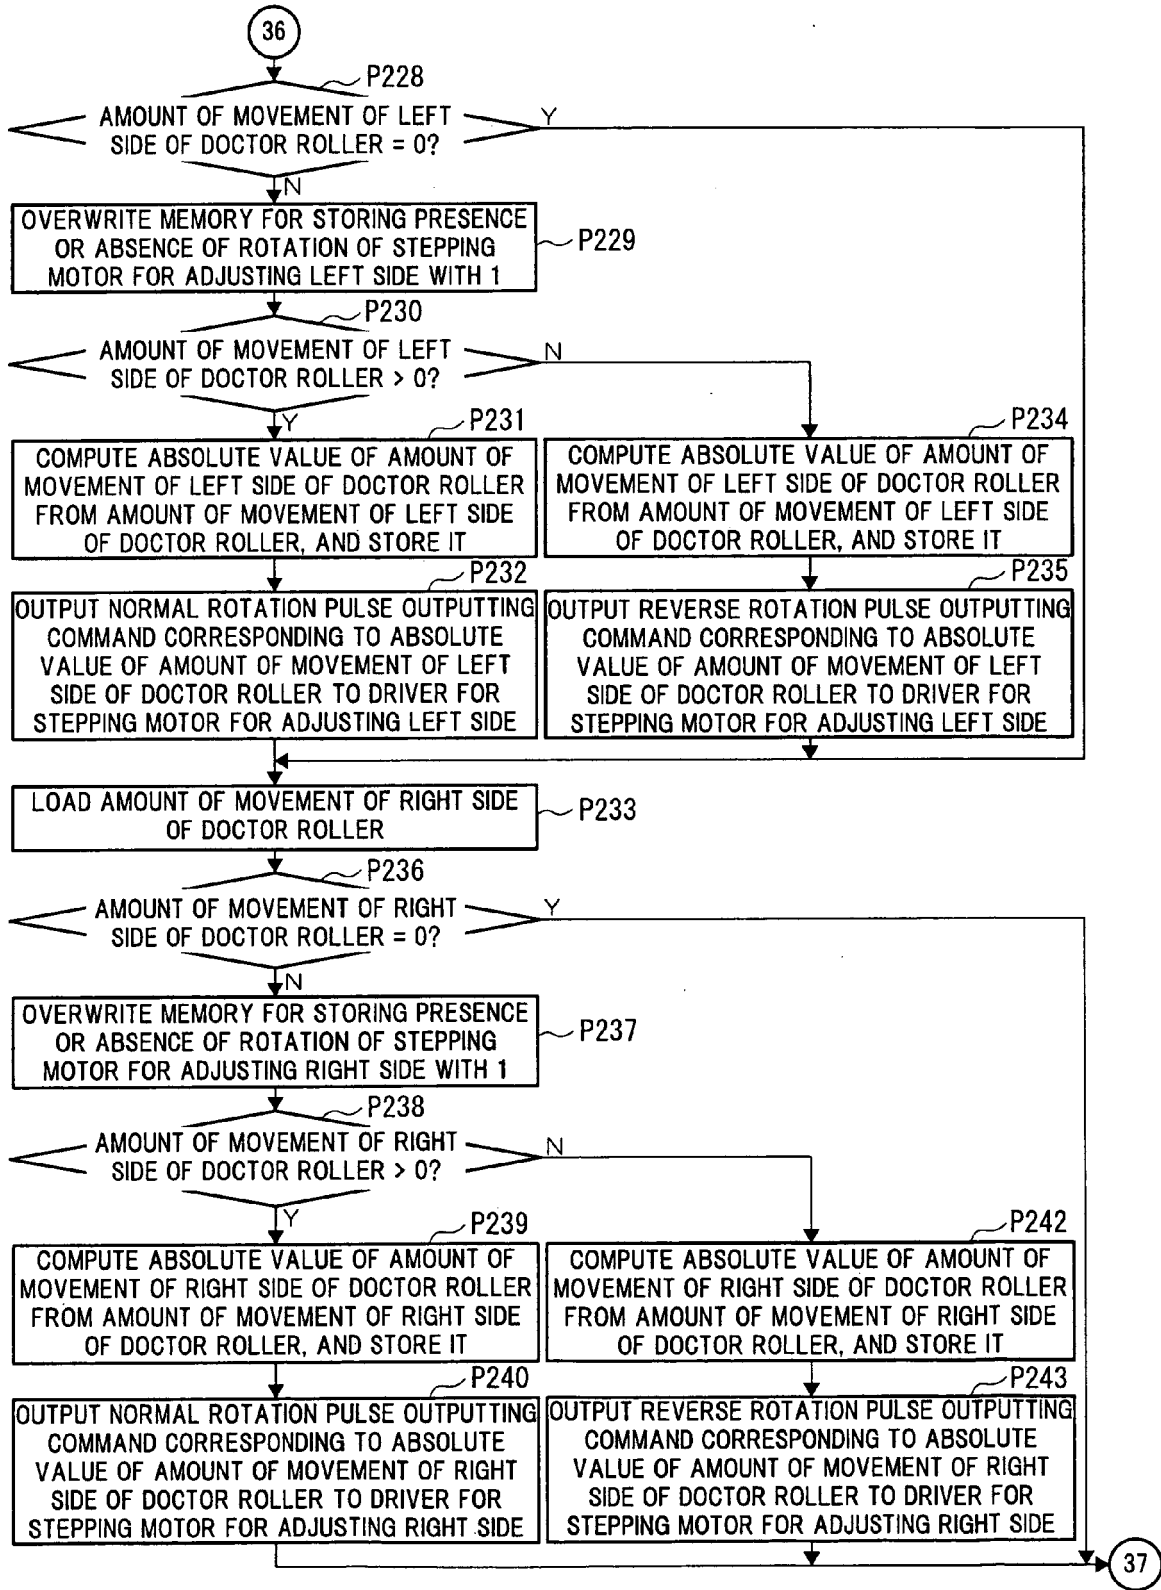 36
P228
AMOUNT OF MOVEMENT OF LEFT
SIDE OF DOCTOR ROLLER = 0?
Y
N
OVERWRITE MEMORY FOR STORING PRESENCE
OR ABSENCE OF ROTATION OF STEPPING
MOTOR FOR ADJUSTING LEFT SIDE WITH 1
P229
P230
AMOUNT OF MOVEMENT OF LEFT
SIDE OF DOCTOR ROLLER > 0?
N
Y
P231
COMPUTE ABSOLUTE VALUE OF AMOUNT OF
MOVEMENT OF LEFT SIDE OF DOCTOR ROLLER
FROM AMOUNT OF MOVEMENT OF LEFT SIDE
OF DOCTOR ROLLER, AND STORE IT
P234
COMPUTE ABSOLUTE VALUE OF AMOUNT OF
MOVEMENT OF LEFT SIDE OF DOCTOR ROLLER
FROM AMOUNT OF MOVEMENT OF LEFT SIDE
OF DOCTOR ROLLER, AND STORE IT
P232
OUTPUT NORMAL ROTATION PULSE OUTPUTTING
COMMAND CORRESPONDING TO ABSOLUTE
VALUE OF AMOUNT OF MOVEMENT OF LEFT
SIDE OF DOCTOR ROLLER TO DRIVER FOR
STEPPING MOTOR FOR ADJUSTING LEFT SIDE
P235
OUTPUT REVERSE ROTATION PULSE OUTPUTTING
COMMAND CORRESPONDING TO ABSOLUTE
VALUE OF AMOUNT OF MOVEMENT OF LEFT
SIDE OF DOCTOR ROLLER TO DRIVER FOR
STEPPING MOTOR FOR ADJUSTING LEFT SIDE
LOAD AMOUNT OF MOVEMENT OF RIGHT SIDE
OF DOCTOR ROLLER
P233
P236
AMOUNT OF MOVEMENT OF RIGHT
SIDE OF DOCTOR ROLLER = 0?
Y
N
OVERWRITE MEMORY FOR STORING PRESENCE
OR ABSENCE OF ROTATION OF STEPPING
MOTOR FOR ADJUSTING RIGHT SIDE WITH 1
P237
P238
AMOUNT OF MOVEMENT OF RIGHT
SIDE OF DOCTOR ROLLER > 0?
N
Y
P239
COMPUTE ABSOLUTE VALUE OF AMOUNT OF
MOVEMENT OF RIGHT SIDE OF DOCTOR ROLLER
FROM AMOUNT OF MOVEMENT OF RIGHT SIDE
OF DOCTOR ROLLER, AND STORE IT
P242
COMPUTE ABSOLUTE VALUE OF AMOUNT OF
MOVEMENT OF RIGHT SIDE OF DOCTOR ROLLER
FROM AMOUNT OF MOVEMENT OF RIGHT SIDE
OF DOCTOR ROLLER, AND STORE IT
P240
OUTPUT NORMAL ROTATION PULSE OUTPUTTING
COMMAND CORRESPONDING TO ABSOLUTE
VALUE OF AMOUNT OF MOVEMENT OF RIGHT
SIDE OF DOCTOR ROLLER TO DRIVER FOR
STEPPING MOTOR FOR ADJUSTING RIGHT SIDE
P243
OUTPUT REVERSE ROTATION PULSE OUTPUTTING
COMMAND CORRESPONDING TO ABSOLUTE
VALUE OF AMOUNT OF MOVEMENT OF RIGHT
SIDE OF DOCTOR ROLLER TO DRIVER FOR
STEPPING MOTOR FOR ADJUSTING RIGHT SIDE
37